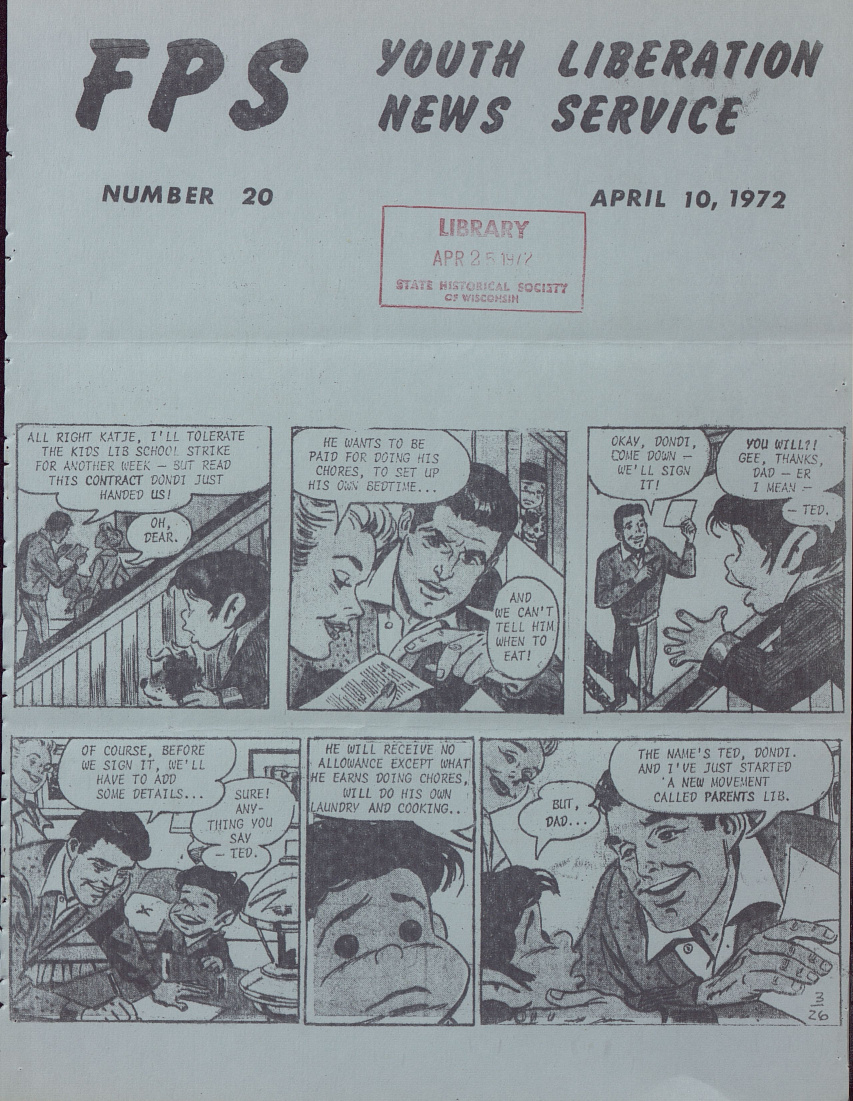 FPS
YOUTH LIBERATION
NEWS SERVICE
NUMBER 20
APRIL 10, 1972
LIBRARY
APR 25 1972
STATE HISTORICAL SOCIETY
OF WISCONSIN
ALL RIGHT KATJE, I'LL TOLERATE
THE KIDS LIB SCHOOL STRIKE
FOR ANOTHER WEEK — BUT READ
THIS CONTRACT DONDI JUST
HANDED US!
OH,
DEAR.
HE WANTS TO BE
PAID FOR DOING HIS
CHORES, TO SET UP
HIS OWN BEDTIME...
AND
WE CAN'T
TELL HIM
WHEN TO
EAT!
OKAY, DONDI,
COME DOWN —
WE'LL SIGN
IT!
YOU WILL?!
GEE, THANKS,
DAD — ER
I MEAN —
— TED.
OF COURSE, BEFORE
WE SIGN IT, WE'LL
HAVE TO ADD
SOME DETAILS...
SURE!
ANY-
THING YOU
SAY
— TED.
HE WILL RECEIVE NO
ALLOWANCE EXCEPT WHAT
HE EARNS DOING CHORES,
WILL DO HIS OWN
LAUNDRY AND COOKING...
BUT,
DAD...
THE NAME'S TED, DONDI.
AND I'VE JUST STARTED
A NEW MOVEMENT
CALLED PARENTS LIB.
3
26